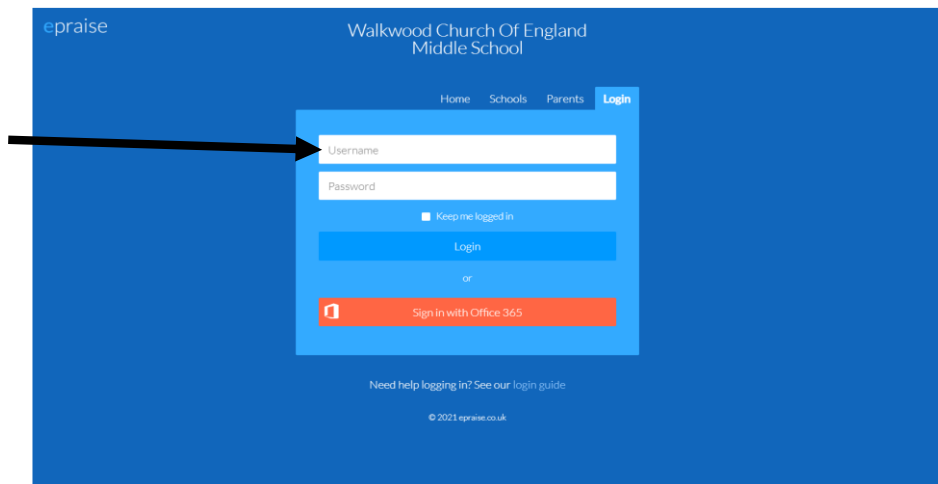 epraise
Walkwood Church Of England
Middle School
Home Schools Parents Login
Username
Password
Keep me logged in
Login
or
Sign in with Office 365
Need help logging in? See our login guide
© 2021 epraise.co.uk